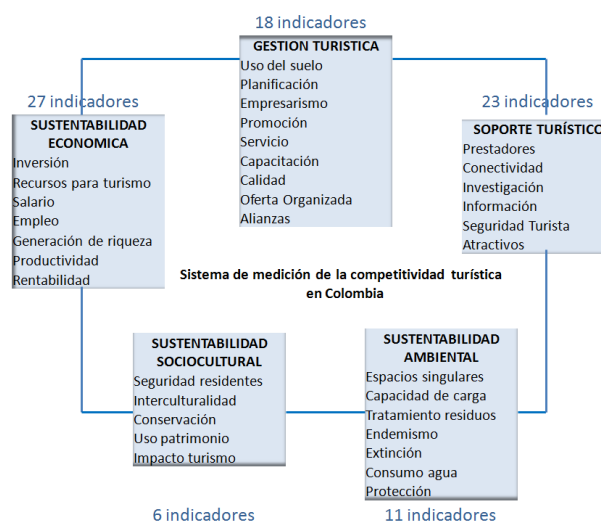 18 indicadores
GESTION TURISTICA
Uso del suelo
Planificación
Empresarismo
Promoción
Servicio
Capacitación
Calidad
Oferta Organizada
Alianzas
27 indicadores
SUSTENTABILIDAD
ECONOMICA
Inversión
Recursos para turismo
Salario
Empleo
Generación de riqueza
Productividad
Rentabilidad
23 indicadores
SOPORTE TURÍSTICO
Prestadores
Conectividad
Investigación
Información
Seguridad Turista
Atractivos
Sistema de medición de la competitividad turística
en Colombia
SUSTENTABILIDAD
SOCIOCULTURAL
Seguridad residentes
Interculturalidad
Conservación
Uso patrimonio
Impacto turismo
6 indicadores
SUSTENTABILIDAD
AMBIENTAL
Espacios singulares
Capacidad de carga
Tratamiento residuos
Endemismo
Extinción
Consumo agua
Protección
11 indicadores